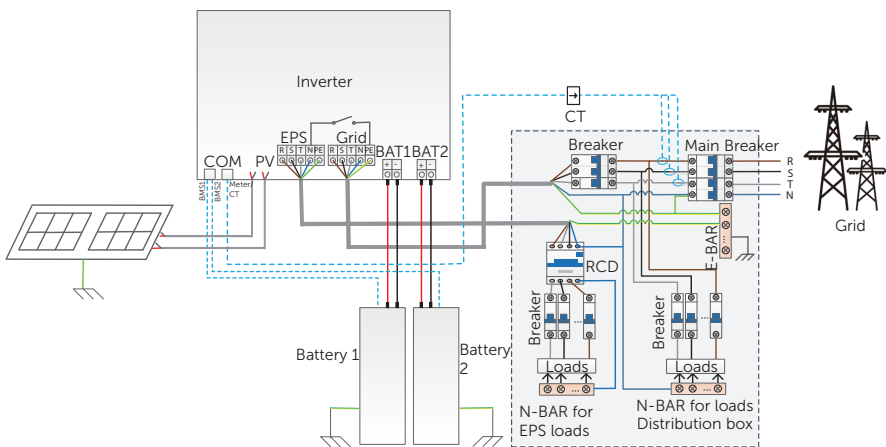 Inverter
EPS
Grid
R S T N PE
R S T N PE
BAT1
BAT2
+ -
+ -
COM
PV
BMS1
BMS2
Meter/
CT
CT
Breaker
Main Breaker
R
S
T
N
Grid
E-BAR
RCD
Breaker
...
Loads
...
N-BAR for
EPS loads
Breaker
...
Loads
...
N-BAR for loads
Distribution box
Battery 1
Battery
2